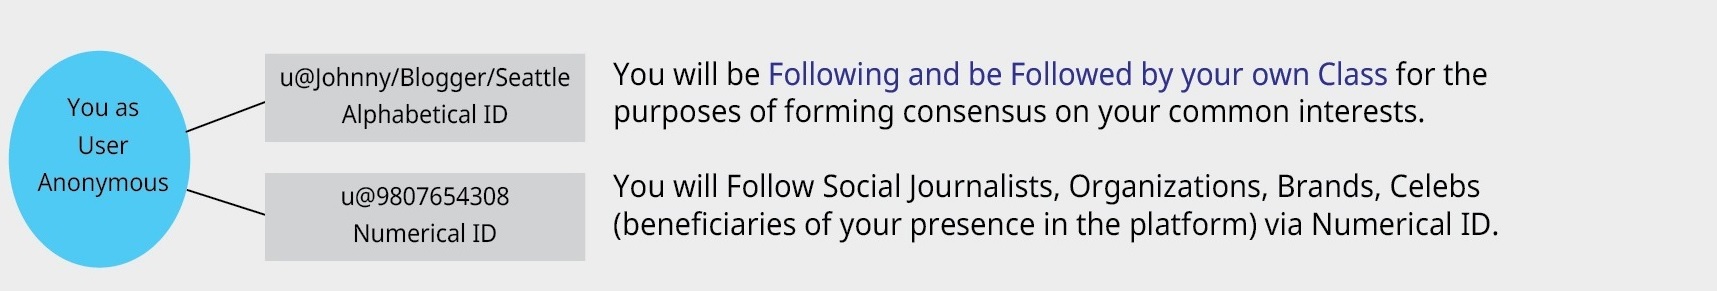 You as
User
Anonymous
u@Johnny/Blogger/Seattle
Alphabetical ID
You will be Following and be Followed by your own Class for the
purposes of forming consensus on your common interests.
u@9807654308
Numerical ID
You will Follow Social Journalists, Organizations, Brands, Celebs
(beneficiaries of your presence in the platform) via Numerical ID.